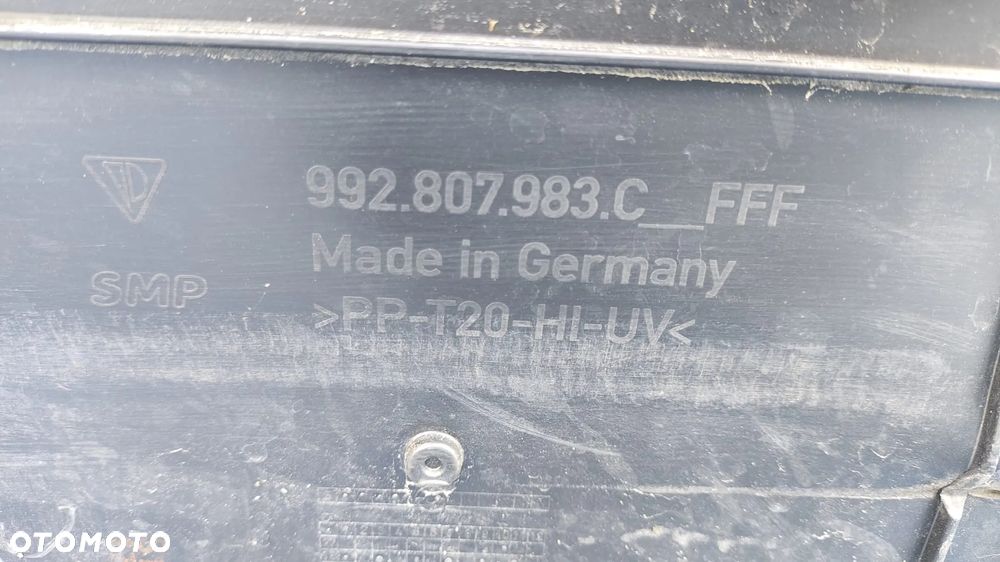 992.807.983.C__FFF
Made in Germany
SMP
>PP-T20-HI-UV<
OTOMOTO